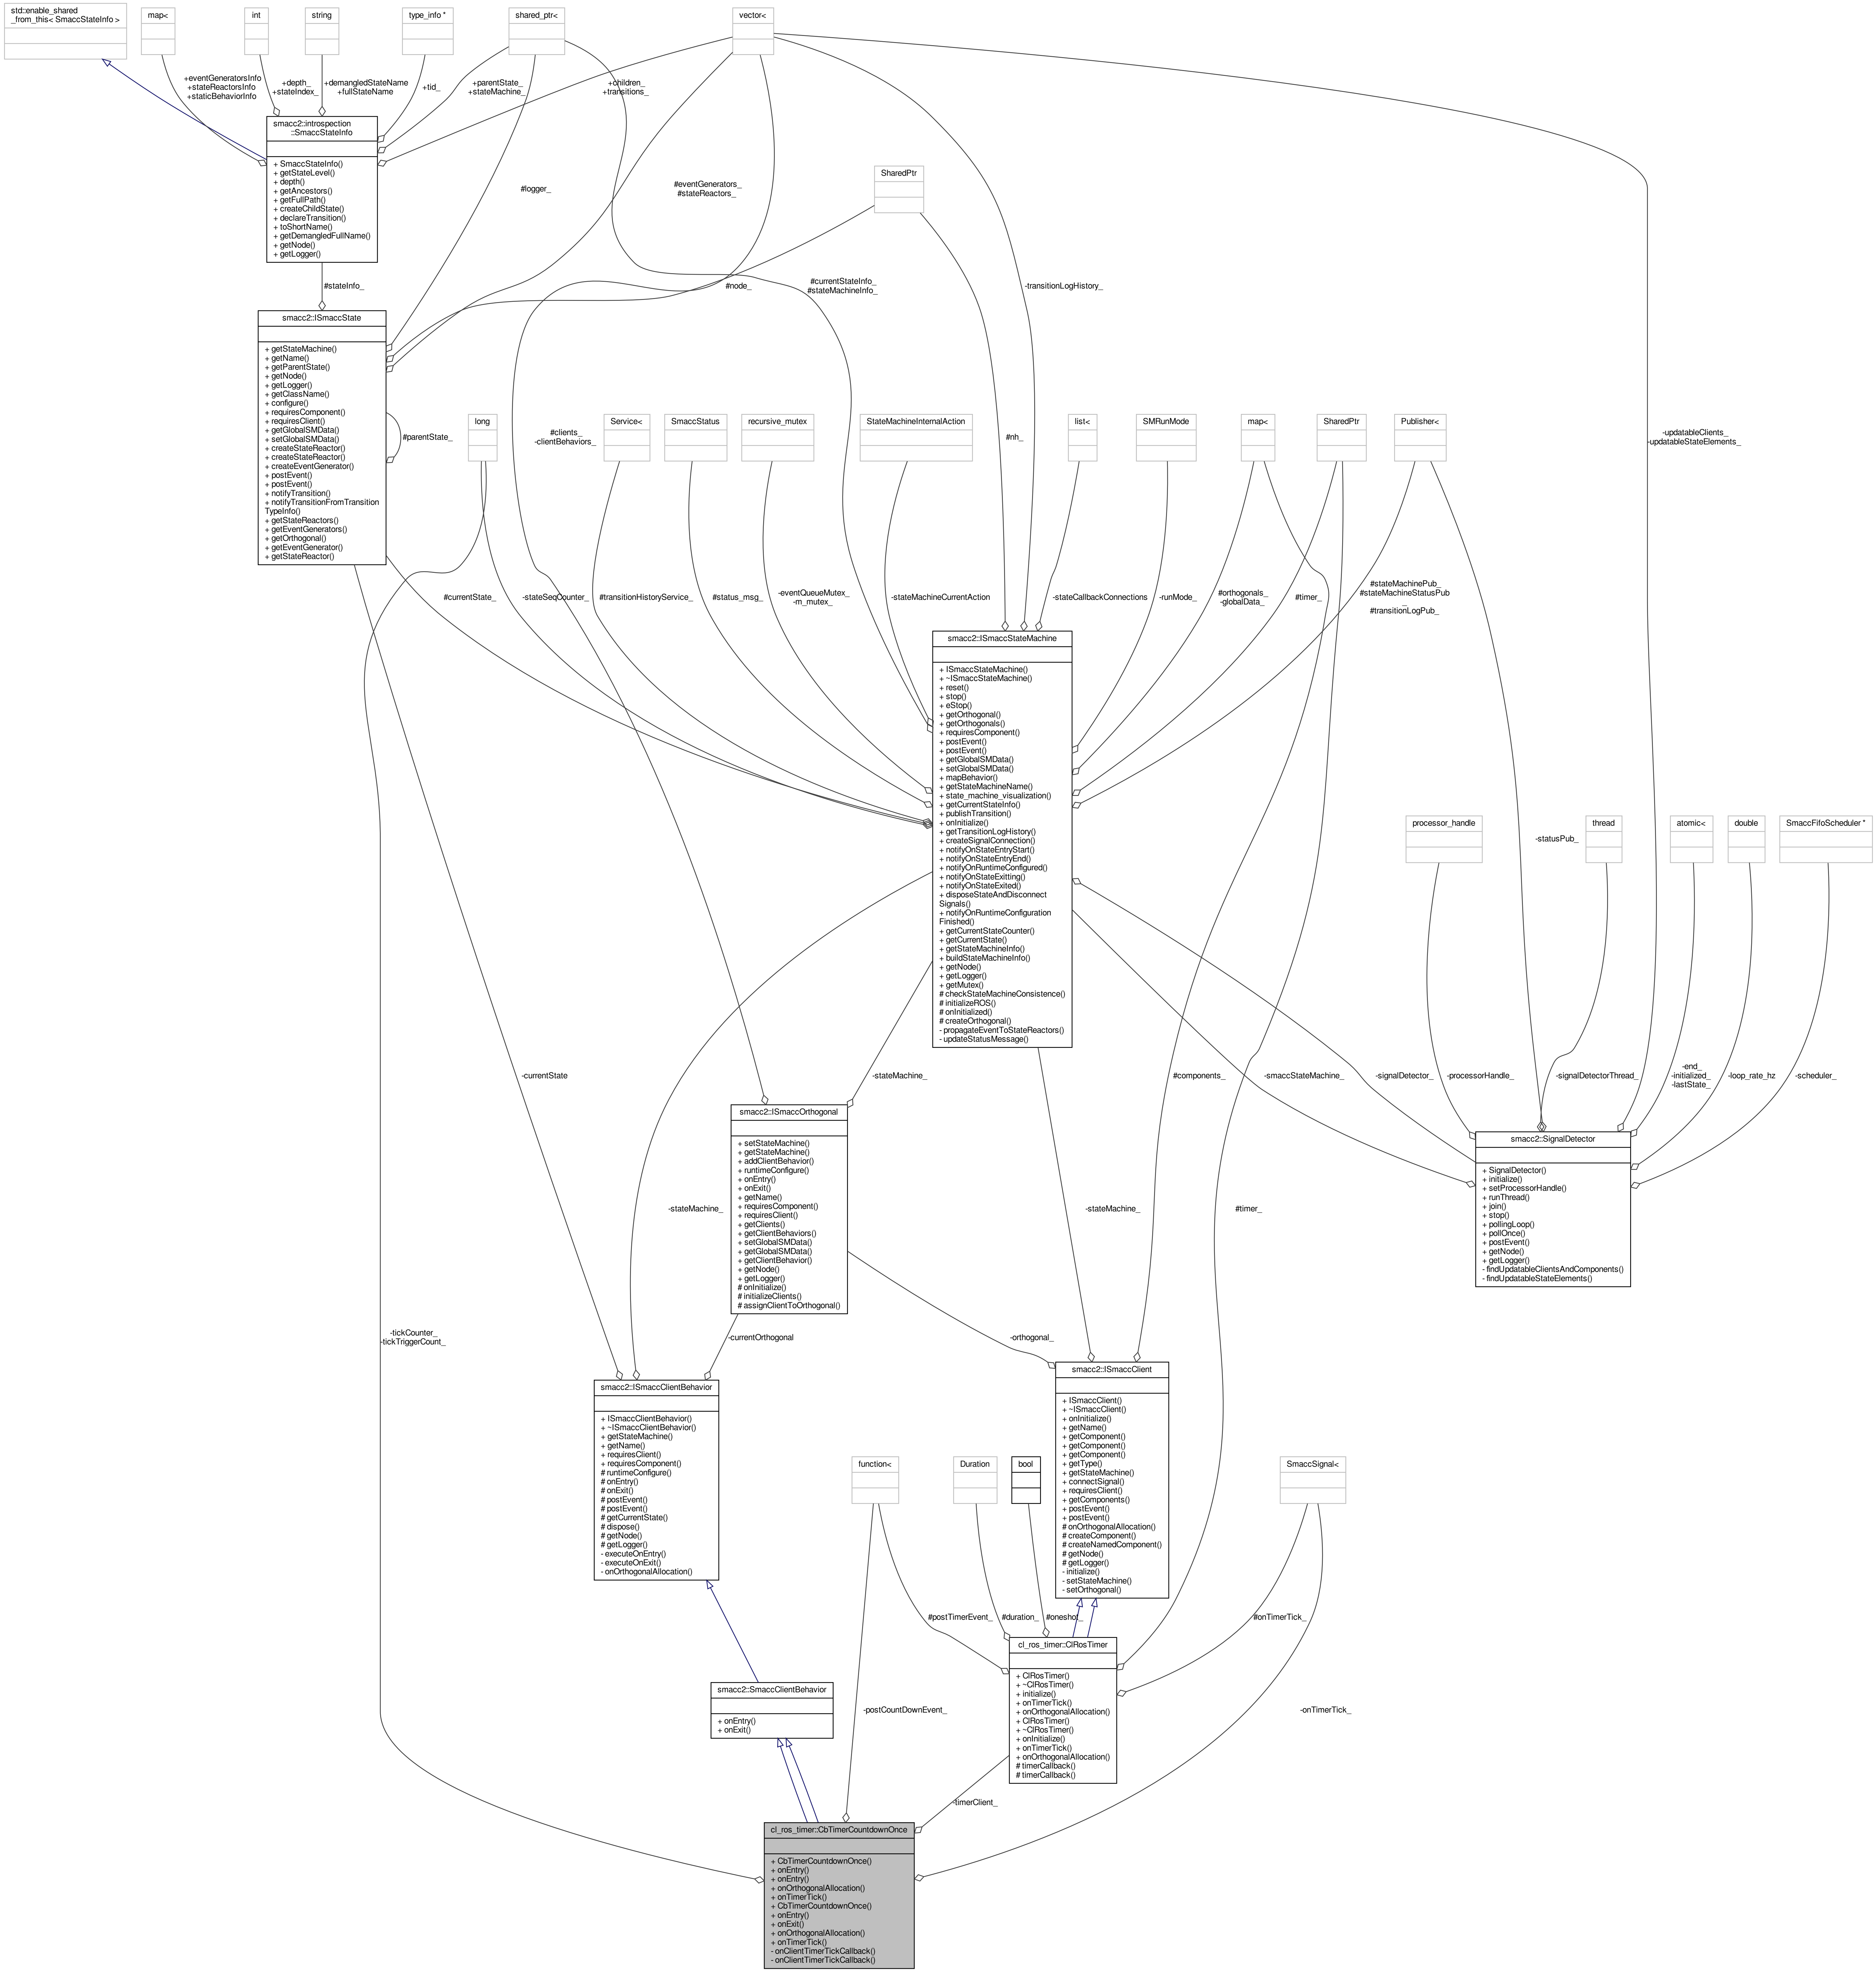 std::enable_shared
_from_this< SmaccStateInfo >
map<
int
string
type_info *
shared_ptr<
vector<
+eventGeneratorsInfo
+stateReactorsInfo
+staticBehaviorInfo
+depth_
+stateIndex_
+demangledStateName
+fullStateName
+tid_
+parentState_
+stateMachine_
+children_
+transitions_
smacc2::introspection
::SmaccStateInfo
+ SmaccStateInfo()
+ getStateLevel()
+ depth()
+ getAncestors()
+ getFullPath()
+ createChildState()
+ declareTransition()
+ toShortName()
+ getDemangledFullName()
+ getNode()
+ getLogger()
#logger_
#eventGenerators_
#stateReactors_
SharedPtr
#stateInfo_
#node_
#currentStateInfo_
#stateMachineInfo_
-transitionLogHistory_
smacc2::ISmaccState
+ getStateMachine()
+ getName()
+ getParentState()
+ getNode()
+ getLogger()
+ getClassName()
+ configure()
+ requiresComponent()
+ requiresClient()
+ getGlobalSMData()
+ setGlobalSMData()
+ createStateReactor()
+ createStateReactor()
+ createEventGenerator()
+ postEvent()
+ postEvent()
+ notifyTransition()
+ notifyTransitionFromTransition
TypeInfo()
+ getStateReactors()
+ getEventGenerators()
+ getOrthogonal()
+ getEventGenerator()
+ getStateReactor()
#parentState_
long
#clients_
-clientBehaviors_
Service<
SmaccStatus
recursive_mutex
StateMachineInternalAction
#nh_
list<
SMRunMode
map<
SharedPtr
Publisher<
-updatableClients_
-updatableStateElements_
#currentState_
-stateSeqCounter_
#transitionHistoryService_
#status_msg_
-eventQueueMutex_
-m_mutex_
-stateMachineCurrentAction
-stateCallbackConnections
-runMode_
#orthogonals_
-globalData_
#timer_
#stateMachinePub_
#stateMachineStatusPub
_
#transitionLogPub_
smacc2::ISmaccStateMachine
+ ISmaccStateMachine()
+ ~ISmaccStateMachine()
+ reset()
+ stop()
+ eStop()
+ getOrthogonal()
+ getOrthogonals()
+ requiresComponent()
+ postEvent()
+ postEvent()
+ getGlobalSMData()
+ setGlobalSMData()
+ mapBehavior()
+ getStateMachineName()
+ state_machine_visualization()
+ getCurrentStateInfo()
+ publishTransition()
+ onInitialize()
+ getTransitionLogHistory()
+ createSignalConnection()
+ notifyOnStateEntryStart()
+ notifyOnStateEntryEnd()
+ notifyOnRuntimeConfigured()
+ notifyOnStateExitting()
+ notifyOnStateExited()
+ disposeStateAndDisconnect
Signals()
+ notifyOnRuntimeConfiguration
Finished()
+ getCurrentStateCounter()
+ getCurrentState()
+ getStateMachineInfo()
+ buildStateMachineInfo()
+ getNode()
+ getLogger()
+ getMutex()
# checkStateMachineConsistence()
# initializeROS()
# onInitialized()
# createOrthogonal()
- propagateEventToStateReactors()
- updateStatusMessage()
processor_handle
-statusPub_
thread
atomic<
double
SmaccFifoScheduler *
-currentState
-stateMachine_
#components_
-smaccStateMachine_
-signalDetector_
-processorHandle_
-signalDetectorThread_
-end_
-initialized_
-lastState_
-loop_rate_hz
-scheduler_
smacc2::ISmaccOrthogonal
+ setStateMachine()
+ getStateMachine()
+ addClientBehavior()
+ runtimeConfigure()
+ onEntry()
+ onExit()
+ getName()
+ requiresComponent()
+ requiresClient()
+ getClients()
+ getClientBehaviors()
+ setGlobalSMData()
+ getGlobalSMData()
+ getClientBehavior()
+ getNode()
+ getLogger()
# onInitialize()
# initializeClients()
# assignClientToOrthogonal()
smacc2::SignalDetector
+ SignalDetector()
+ initialize()
+ setProcessorHandle()
+ runThread()
+ join()
+ stop()
+ pollingLoop()
+ pollOnce()
+ postEvent()
+ getNode()
+ getLogger()
- findUpdatableClientsAndComponents()
- findUpdatableStateElements()
-stateMachine_
-stateMachine_
#timer_
-tickCounter_
-tickTriggerCount_
-currentOrthogonal
-orthogonal_
smacc2::ISmaccClientBehavior
+ ISmaccClientBehavior()
+ ~ISmaccClientBehavior()
+ getStateMachine()
+ getName()
+ requiresClient()
+ requiresComponent()
# runtimeConfigure()
# onEntry()
# onExit()
# postEvent()
# postEvent()
# getCurrentState()
# dispose()
# getNode()
# getLogger()
- executeOnEntry()
- executeOnExit()
- onOrthogonalAllocation()
smacc2::ISmaccClient
+ ISmaccClient()
+ ~ISmaccClient()
+ onInitialize()
+ getName()
+ getComponent()
+ getComponent()
+ getComponent()
+ getType()
+ getStateMachine()
+ connectSignal()
+ requiresClient()
+ getComponents()
+ postEvent()
+ postEvent()
# onOrthogonalAllocation()
# createComponent()
# createNamedComponent()
# getNode()
# getLogger()
- initialize()
- setStateMachine()
- setOrthogonal()
function<
Duration
bool
SmaccSignal<
#postTimerEvent_
#duration_
#oneshot_
#onTimerTick_
cl_ros_timer::ClRosTimer
+ ClRosTimer()
+ ~ClRosTimer()
+ initialize()
+ onTimerTick()
+ onOrthogonalAllocation()
+ ClRosTimer()
+ ~ClRosTimer()
+ onInitialize()
+ onTimerTick()
+ onOrthogonalAllocation()
# timerCallback()
# timerCallback()
smacc2::SmaccClientBehavior
+ onEntry()
+ onExit()
-postCountDownEvent_
-onTimerTick_
-timerClient_
cl_ros_timer::CbTimerCountdownOnce
+ CbTimerCountdownOnce()
+ onEntry()
+ onEntry()
+ onOrthogonalAllocation()
+ onTimerTick()
+ CbTimerCountdownOnce()
+ onEntry()
+ onExit()
+ onOrthogonalAllocation()
+ onTimerTick()
- onClientTimerTickCallback()
- onClientTimerTickCallback()